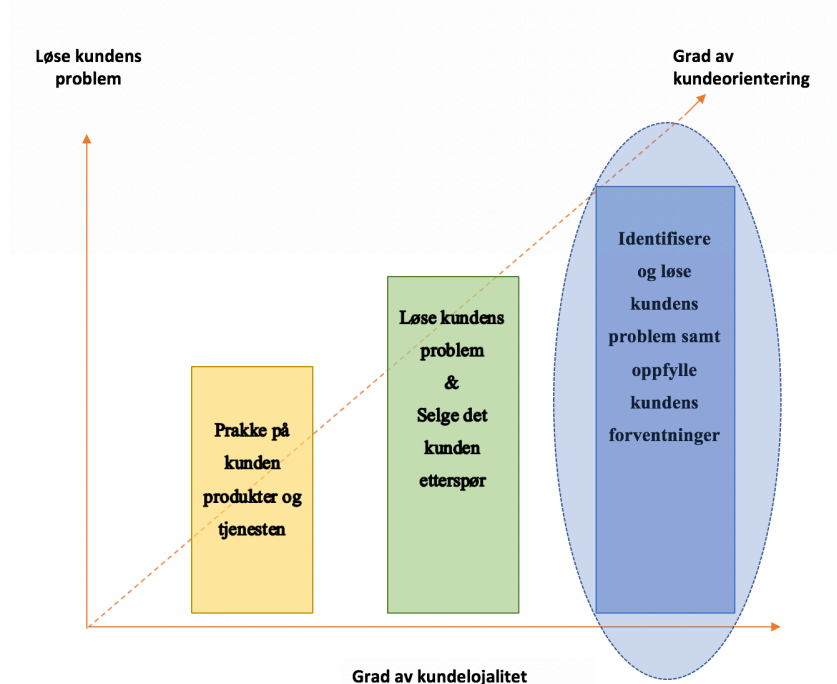 Løse kundens
problem
Grad av
kundeorientering
Prakke på
kunden
produkter og
tjenesten
Løse kundens
problem
&
Selge det
kunden
etterspør
Identifisere
og løse
kundens
problem samt
oppfylle
kundens
forventninger
Grad av kundelojalitet